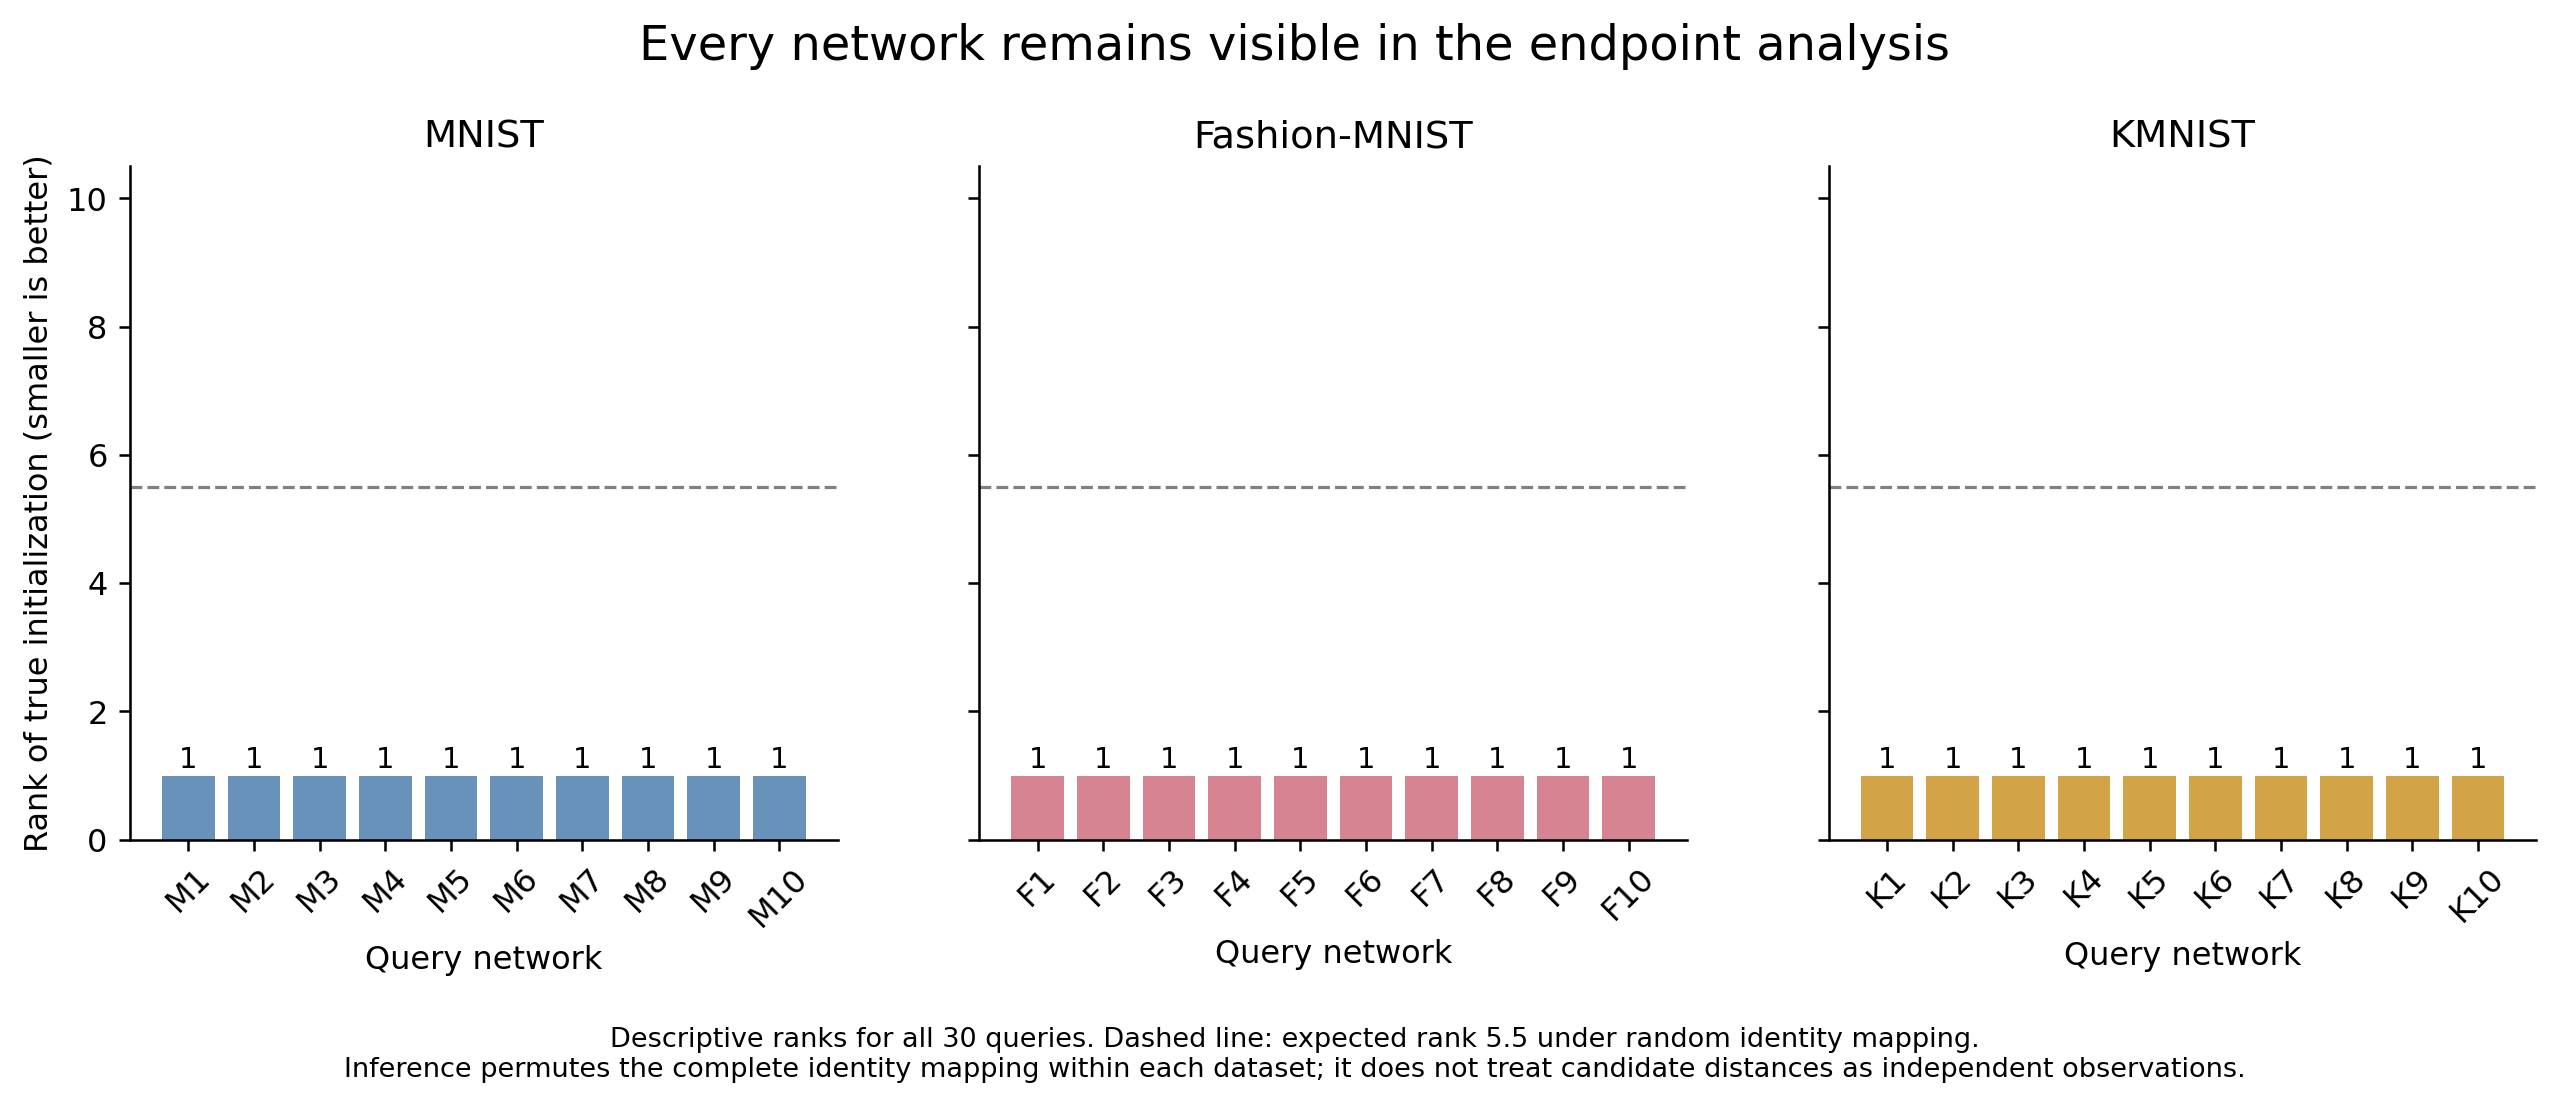 Every network remains visible in the endpoint analysis
MNIST
Rank of true initialization (smaller is better)
10
8
6
4
2
0
1 1 1 1 1 1 1 1 1 1
M1 M2 M3 M4 M5 M6 M7 M8 M9 M10
Query network
Fashion-MNIST
1 1 1 1 1 1 1 1 1 1
F1 F2 F3 F4 F5 F6 F7 F8 F9 F10
Query network
KMNIST
1 1 1 1 1 1 1 1 1 1
K1 K2 K3 K4 K5 K6 K7 K8 K9 K10
Query network
Descriptive ranks for all 30 queries. Dashed line: expected rank 5.5 under random identity mapping.
Inference permutes the complete identity mapping within each dataset; it does not treat candidate distances as independent observations.